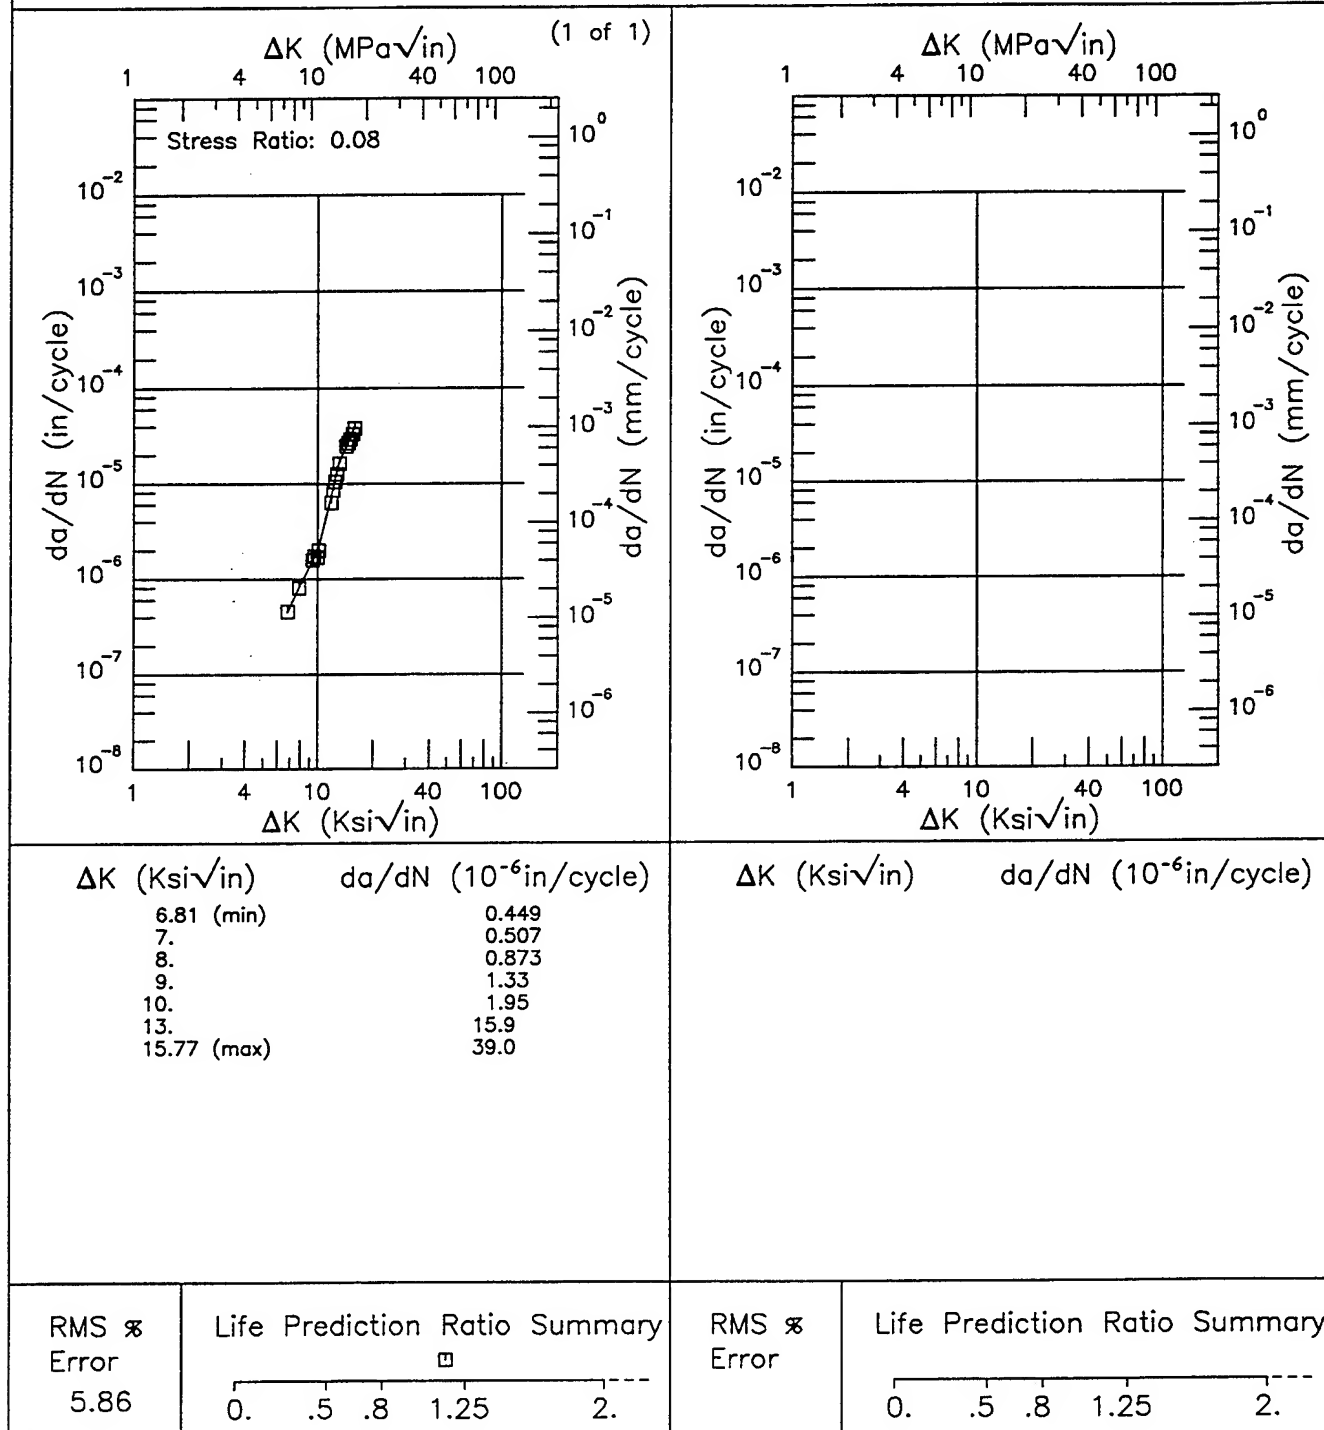 (1 of 1)
ΔK (MPa√in)
1 4 10 40 100
Stress Ratio: 0.08
da/dN (in/cycle)
10⁻²
10⁻³
10⁻⁴
10⁻⁵
10⁻⁶
10⁻⁷
10⁻⁸
10⁰
10⁻¹
10⁻²
10⁻³
10⁻⁴
10⁻⁵
10⁻⁶
da/dN (mm/cycle)
1 4 10 40 100
ΔK (Ksi√in)
ΔK (MPa√in)
1 4 10 40 100
da/dN (in/cycle)
10⁻²
10⁻³
10⁻⁴
10⁻⁵
10⁻⁶
10⁻⁷
10⁻⁸
10⁰
10⁻¹
10⁻²
10⁻³
10⁻⁴
10⁻⁵
10⁻⁶
da/dN (mm/cycle)
1 4 10 40 100
ΔK (Ksi√in)
ΔK (Ksi√in) da/dN (10⁻⁶in/cycle)
6.81 (min) 0.449
7. 0.507
8. 0.873
9. 1.33
10. 1.95
13. 15.9
15.77 (max) 39.0
ΔK (Ksi√in) da/dN (10⁻⁶in/cycle)
RMS %
Error
5.86
Life Prediction Ratio Summary
0. .5 .8 1.25 2.
RMS %
Error
Life Prediction Ratio Summary
0. .5 .8 1.25 2.